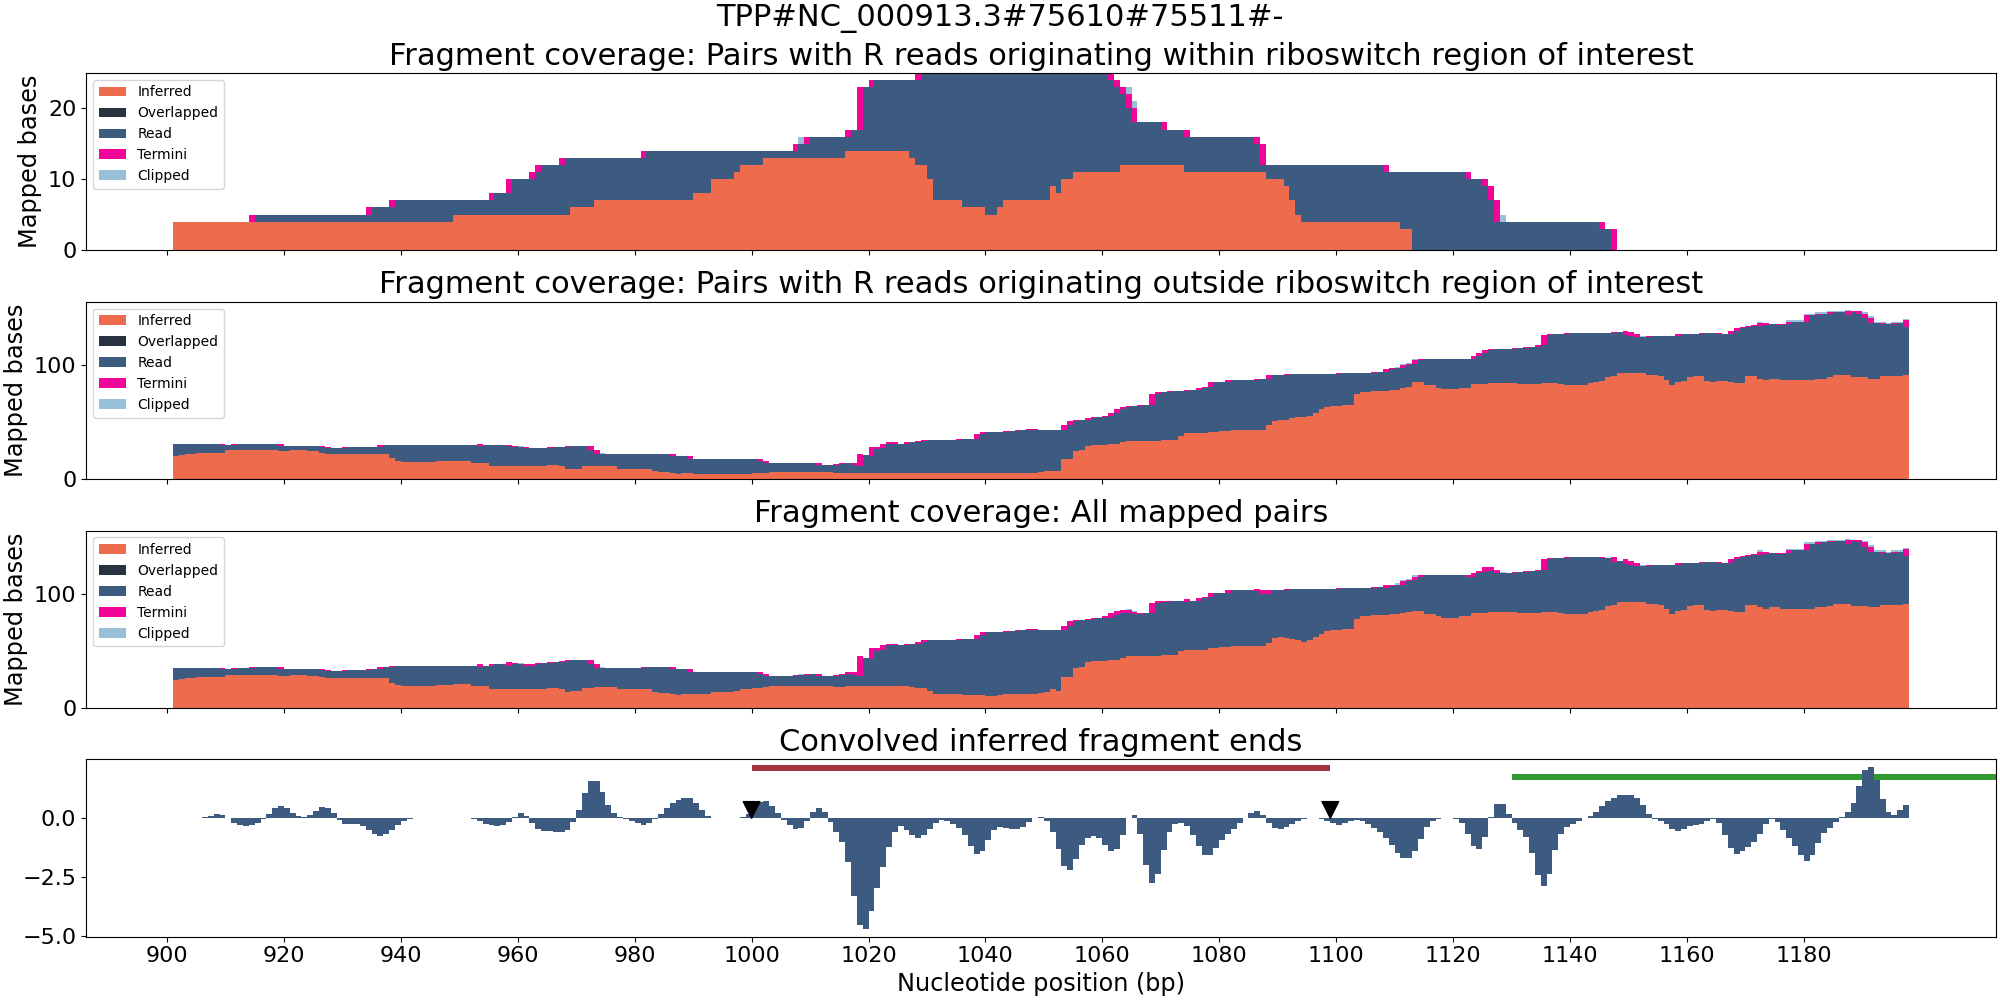 TPP#NC_000913.3#75610#75511#-
Fragment coverage: Pairs with R reads originating within riboswitch region of interest
Mapped bases
20
10
0
Inferred
Overlapped
Read
Termini
Clipped
Fragment coverage: Pairs with R reads originating outside riboswitch region of interest
Mapped bases
100
0
Inferred
Overlapped
Read
Termini
Clipped
Fragment coverage: All mapped pairs
Mapped bases
100
0
Inferred
Overlapped
Read
Termini
Clipped
Convolved inferred fragment ends
0.0
−2.5
−5.0
900 920 940 960 980 1000 1020 1040 1060 1080 1100 1120 1140 1160 1180
Nucleotide position (bp)